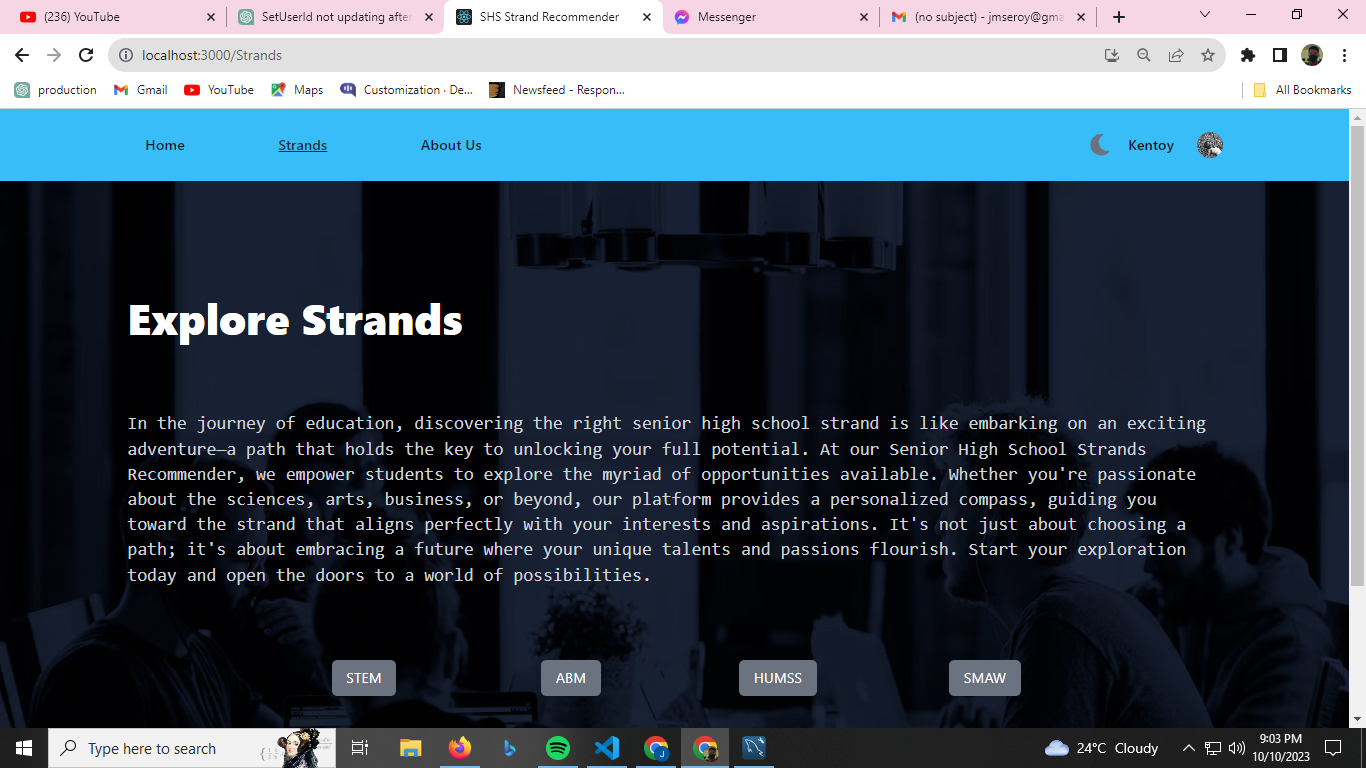 (236) YouTube
SetUserId not updating after
SHS Strand Recommender
Messenger
(no subject) - jmseroy@gma
localhost:3000/Strands
production
Gmail
YouTube
Maps
Customization · De...
Newsfeed - Respon...
All Bookmarks
Home
Strands
About Us
Kentoy
Explore Strands
In the journey of education, discovering the right senior high school strand is like embarking on an exciting
adventure—a path that holds the key to unlocking your full potential. At our Senior High School Strands
Recommender, we empower students to explore the myriad of opportunities available. Whether you're passionate
about the sciences, arts, business, or beyond, our platform provides a personalized compass, guiding you
toward the strand that aligns perfectly with your interests and aspirations. It's not just about choosing a
path; it's about embracing a future where your unique talents and passions flourish. Start your exploration
today and open the doors to a world of possibilities.
STEM
ABM
HUMSS
SMAW
Type here to search
24°C Cloudy
9:03 PM
10/10/2023